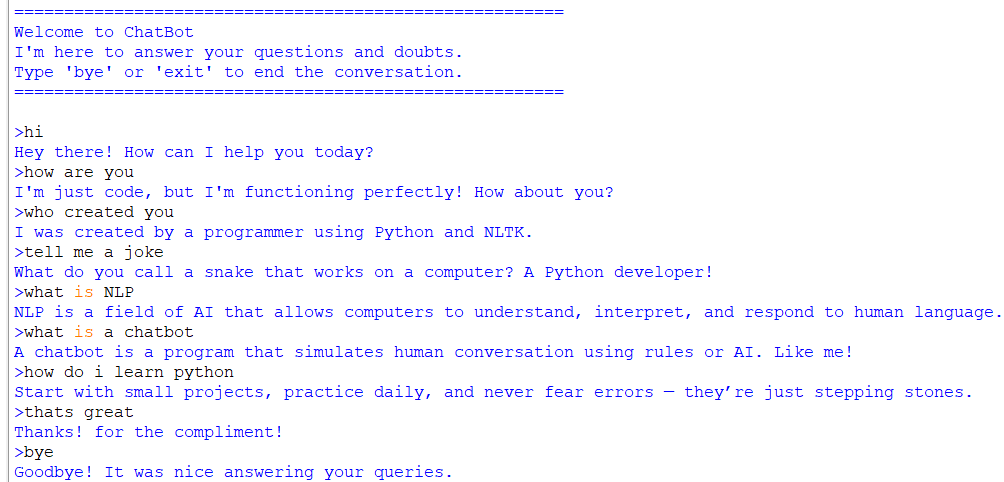 =======================================================
Welcome to ChatBot
I'm here to answer your questions and doubts.
Type 'bye' or 'exit' to end the conversation.
=======================================================
>hi
Hey there! How can I help you today?
>how are you
I'm just code, but I'm functioning perfectly! How about you?
>who created you
I was created by a programmer using Python and NLTK.
>tell me a joke
What do you call a snake that works on a computer? A Python developer!
>what is NLP
NLP is a field of AI that allows computers to understand, interpret, and respond to human language.
>what is a chatbot
A chatbot is a program that simulates human conversation using rules or AI. Like me!
>how do i learn python
Start with small projects, practice daily, and never fear errors — they’re just stepping stones.
>thats great
Thanks! for the compliment!
>bye
Goodbye! It was nice answering your queries.